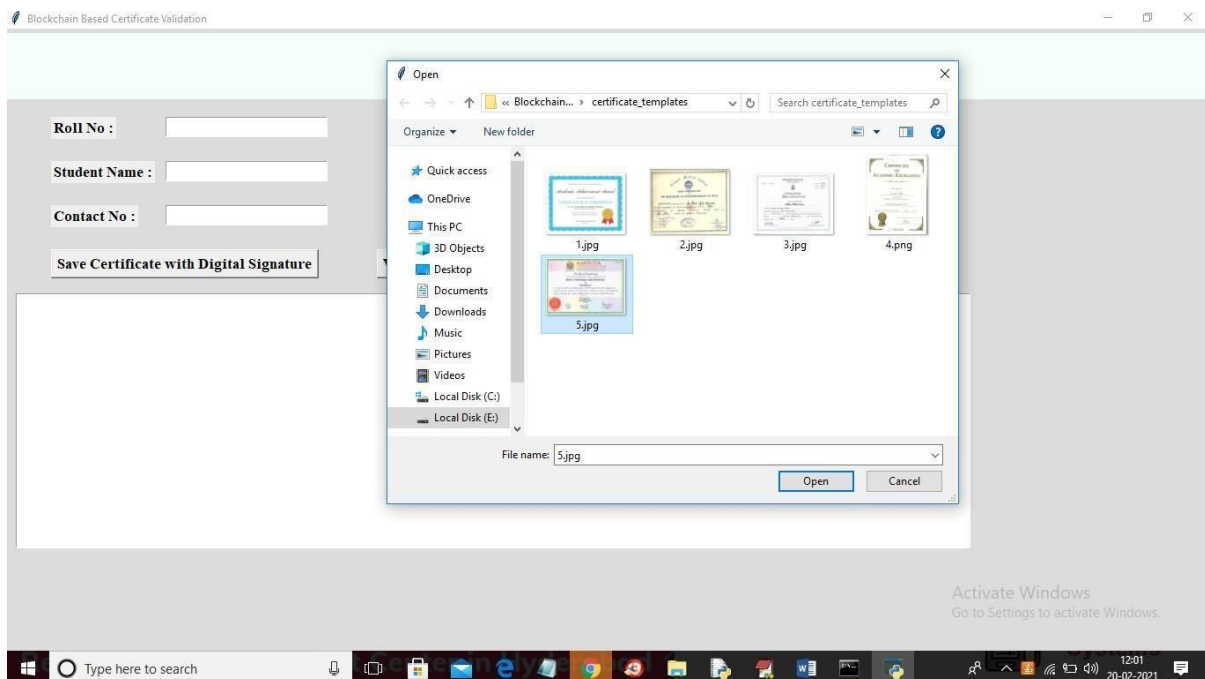 Blockchain Based Certificate Validation
Open
« Blockchain... › certificate_templates
Search certificate_templates
Organize
New folder
Roll No :
Student Name :
Contact No :
Save Certificate with Digital Signature
V
Quick access
OneDrive
This PC
3D Objects
Desktop
Documents
Downloads
Music
Pictures
Videos
Local Disk (C:)
Local Disk (E:)
1.jpg
2.jpg
3.jpg
4.png
5.jpg
File name: 5.jpg
Open
Cancel
Activate Windows
Go to Settings to activate Windows.
Type here to search
12:01
20-02-2021